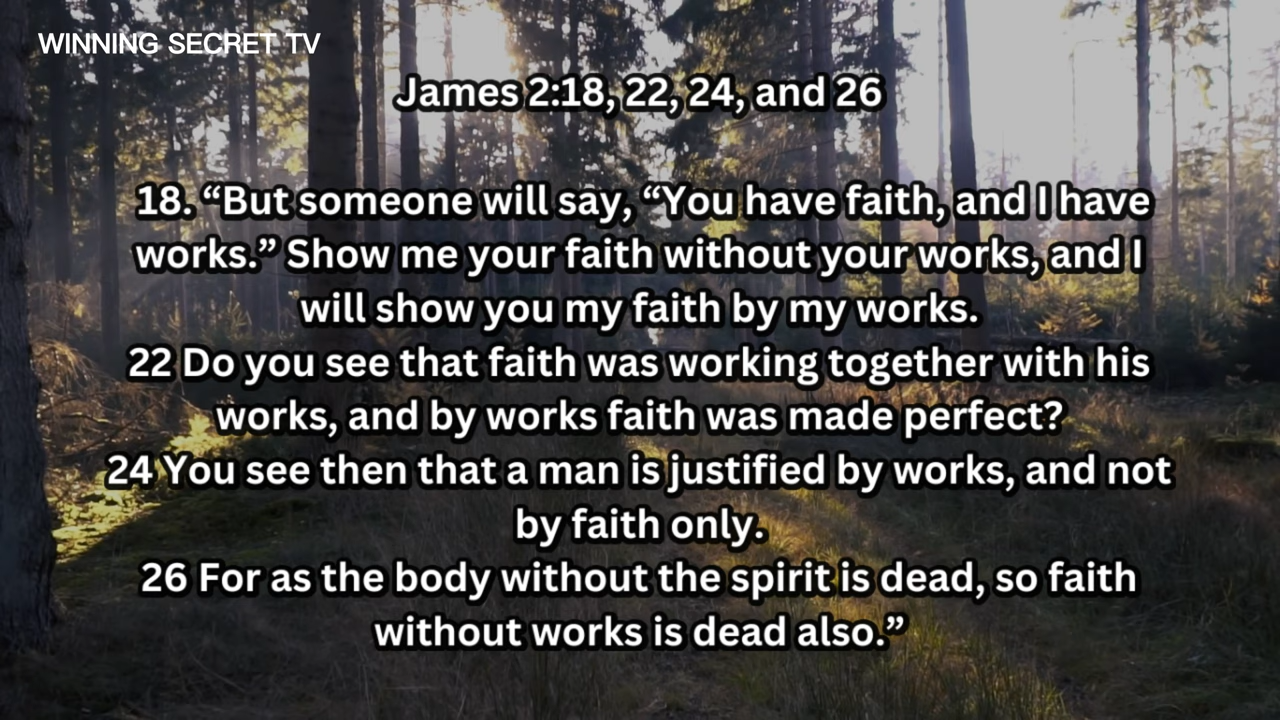 WINNING SECRET TV
James 2:18, 22, 24, and 26
18. “But someone will say, “You have faith, and I have
works.” Show me your faith without your works, and I
will show you my faith by my works.
22 Do you see that faith was working together with his
works, and by works faith was made perfect?
24 You see then that a man is justified by works, and not
by faith only.
26 For as the body without the spirit is dead, so faith
without works is dead also.”